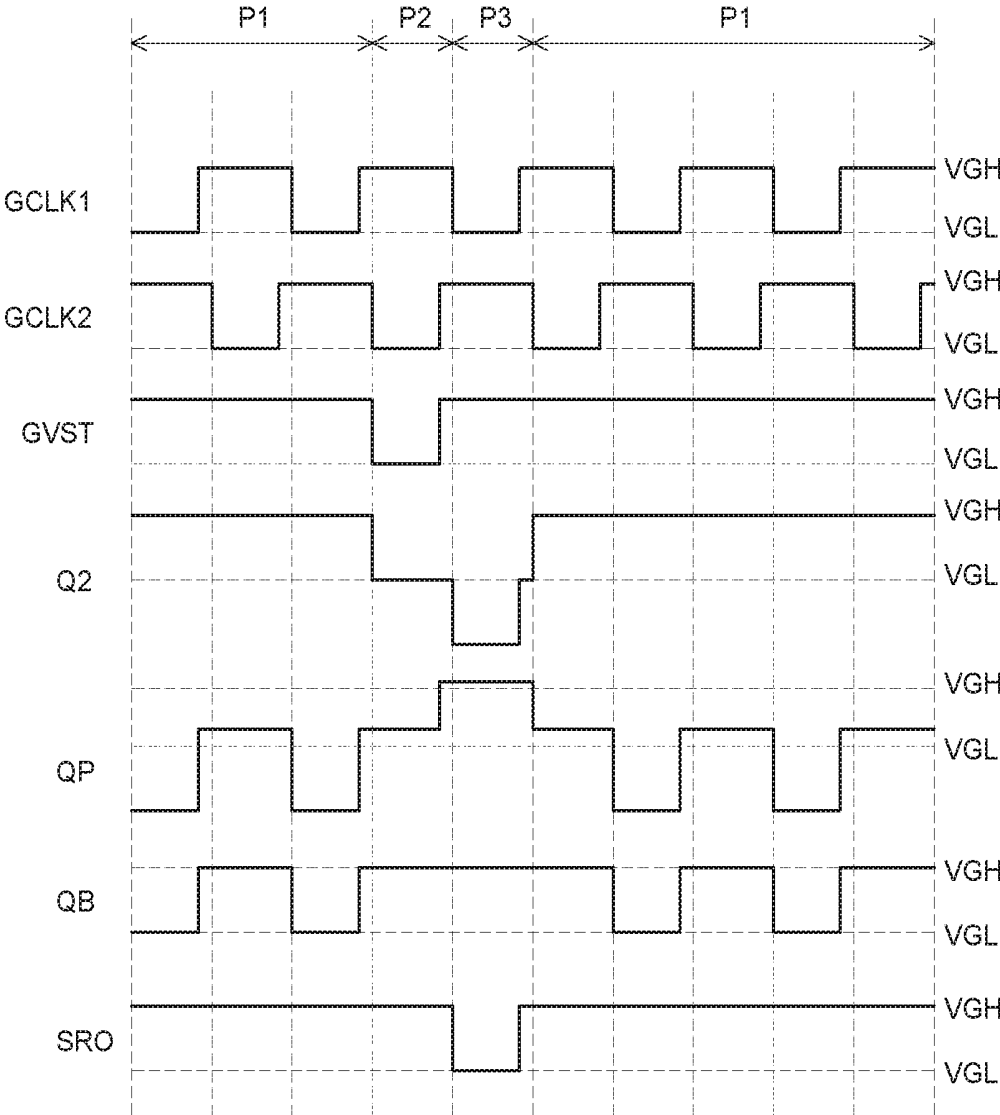 P1 P2 P3 P1
GCLK1 VGH
VGL
GCLK2 VGH
VGL
GVST VGH
VGL
Q2 VGH
VGL
QP VGH
VGL
QB VGH
VGL
SRO VGH
VGL